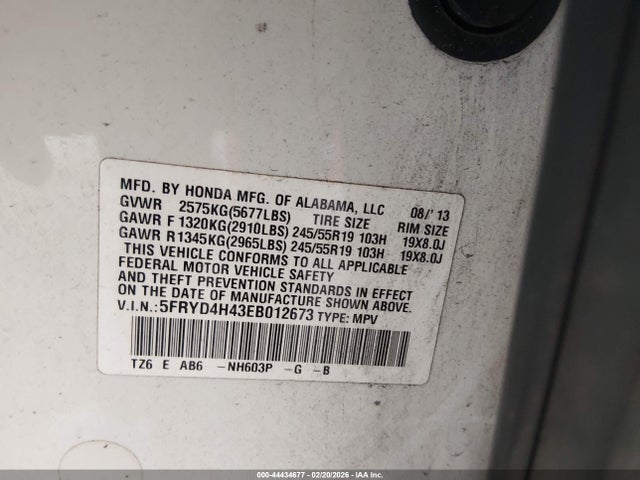 MFD. BY HONDA MFG. OF ALABAMA, LLC 08/'13
GVWR 2575KG(5677LBS) TIRE SIZE RIM SIZE
GAWR F 1320KG(2910LBS) 245/55R19 103H 19X8.0J
GAWR R1345KG(2965LBS) 245/55R19 103H 19X8.0J
THIS VEHICLE CONFORMS TO ALL APPLICABLE
FEDERAL MOTOR VEHICLE SAFETY
AND THEFT PREVENTION STANDARDS IN EFFECT
ON THE DATE OF MANUFACTURE SHOWN ABOVE.
V.I.N.: 5FRYD4H43EB012673 TYPE: MPV
TZ6 E AB6 -NH603P -G -B
000-44434677 - 02/20/2026 - IAAI.COM